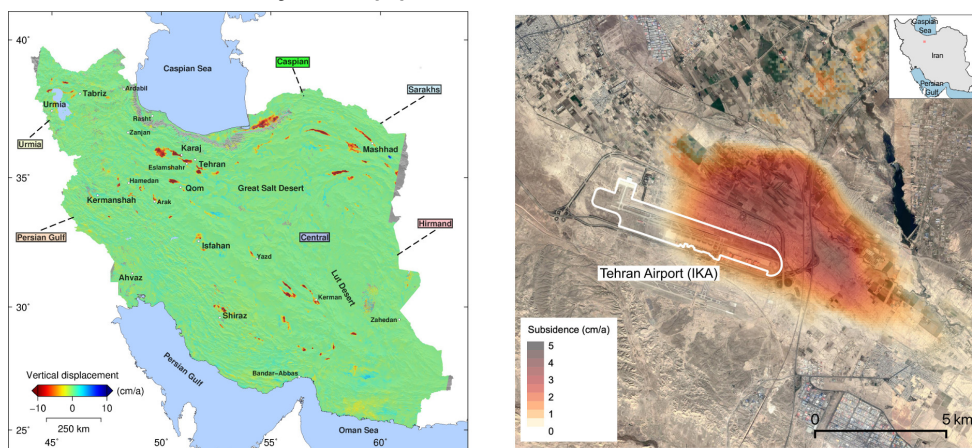 40°
35°
30°
25°
45°
50°
55°
60°
Caspian Sea
Caspian
Sarakhs
Urmia
Tabriz
Ardabil
Rasht
Zanjan
Urmia
Karaj
Tehran
Eslamshahr
Mashhad
Hamedan
Qom
Great Salt Desert
Kermanshah
Arak
Persian Gulf
Isfahan
Central
Hirmand
Yazd
Ahvaz
Lut Desert
Kerman
Shiraz
Zahedan
Persian Gulf
Bandar-Abbas
Oman Sea
Vertical displacement
(cm/a)
−10 0 10
250 km
Caspian
Sea
Iran
Persian
Gulf
Tehran Airport (IKA)
Subsidence (cm/a)
5
4
3
2
1
0
0 5 km